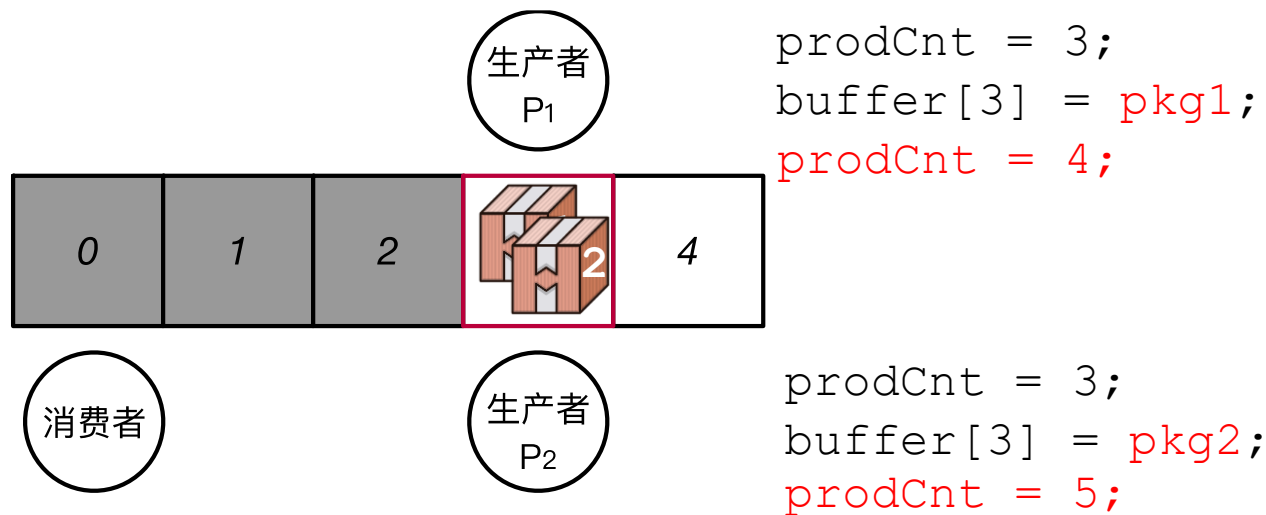 生产者
P1
prodCnt = 3;
buffer[3] = pkg1;
prodCnt = 4;
0
1
2
2
4
消费者
生产者
P2
prodCnt = 3;
buffer[3] = pkg2;
prodCnt = 5;